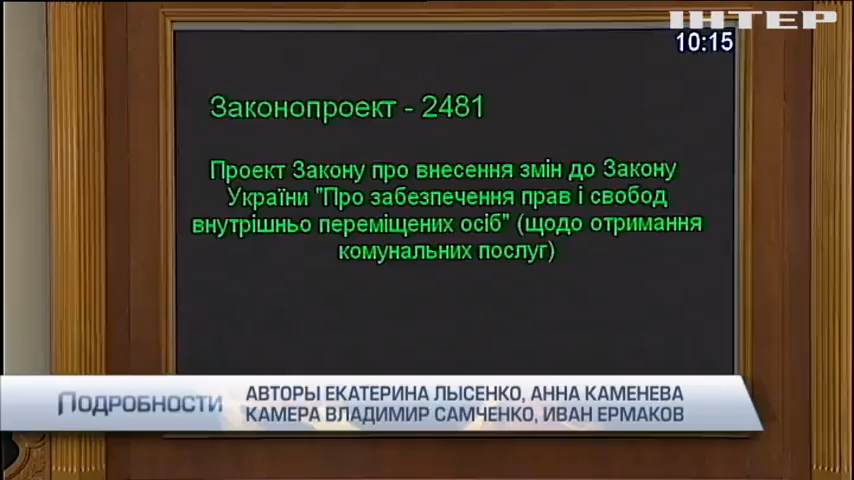 ІНТЕР
10:15
Законопроект - 2481
Проект Закону про внесення змін до Закону
України "Про забезпечення прав і свобод
внутрішньо переміщених осіб" (щодо отримання
комунальних послуг)
ПОДРОБНОСТИ
АВТОРЫ ЕКАТЕРИНА ЛЫСЕНКО, АННА КАМЕНЕВА
КАМЕРА ВЛАДИМИР САМЧЕНКО, ИВАН ЕРМАКОВ